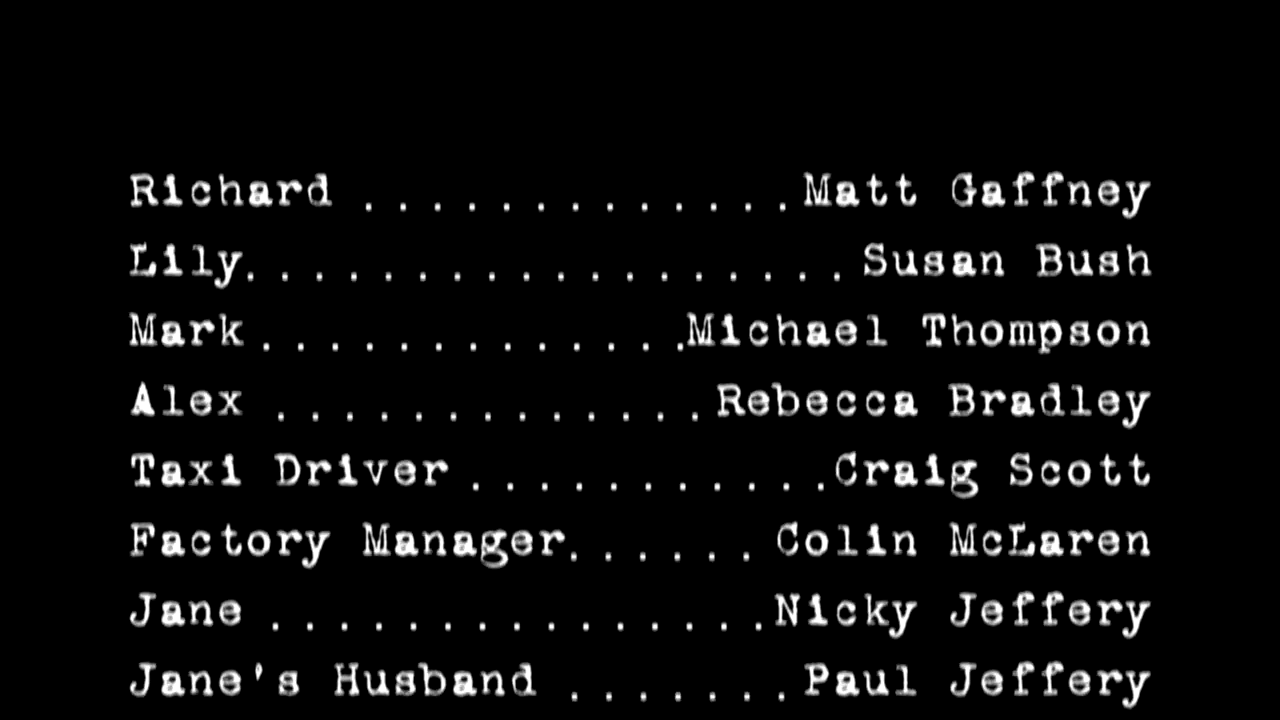 Richard . . . . . . . . . . . . . Matt Gaffney
Lily. . . . . . . . . . . . . . . . . . Susan Bush
Mark . . . . . . . . . . . . .Michael Thompson
Alex . . . . . . . . . . . . . Rebecca Bradley
Taxi Driver . . . . . . . . . . .Craig Scott
Factory Manager. . . . . . Colin McLaren
Jane . . . . . . . . . . . . . . .Nicky Jeffery
Jane's Husband . . . . . . . Paul Jeffery